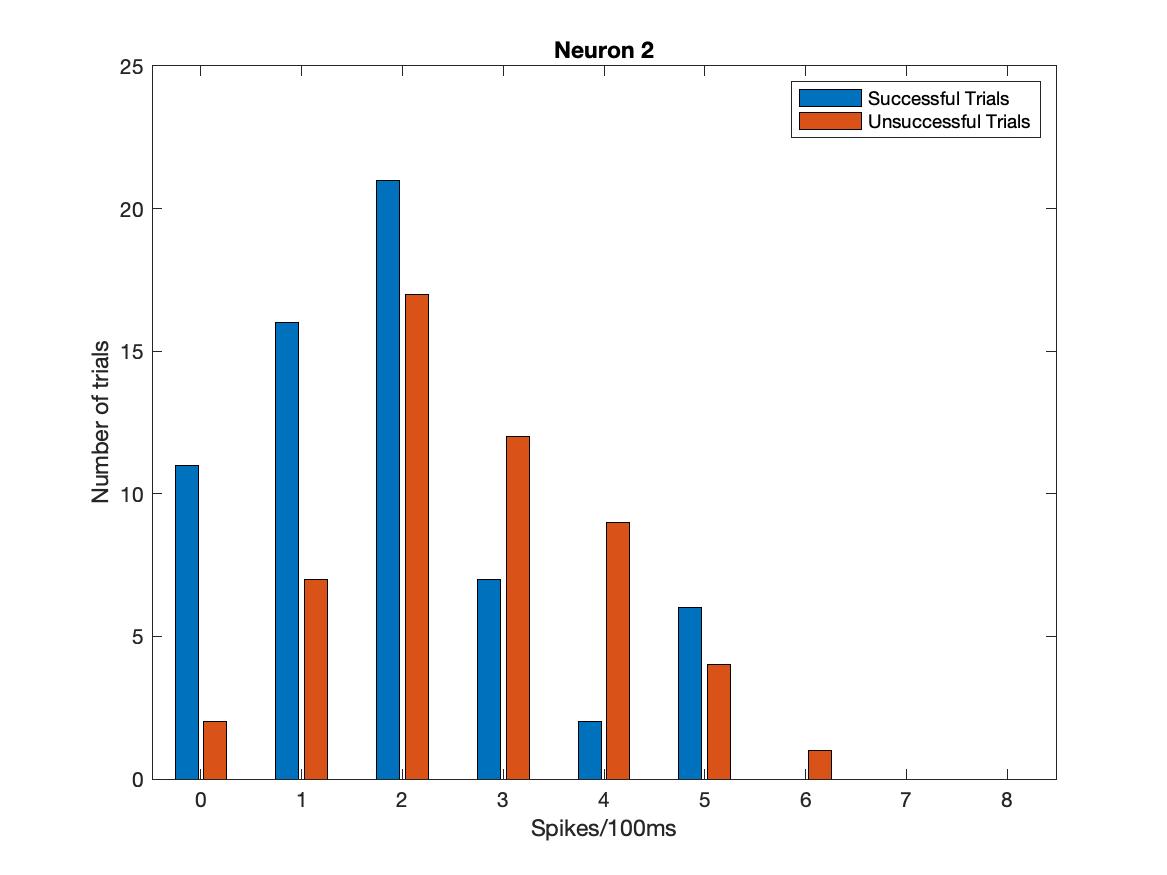 Neuron 2
25
20
15
10
5
0
Number of trials
Successful Trials
Unsuccessful Trials
0 1 2 3 4 5 6 7 8
Spikes/100ms